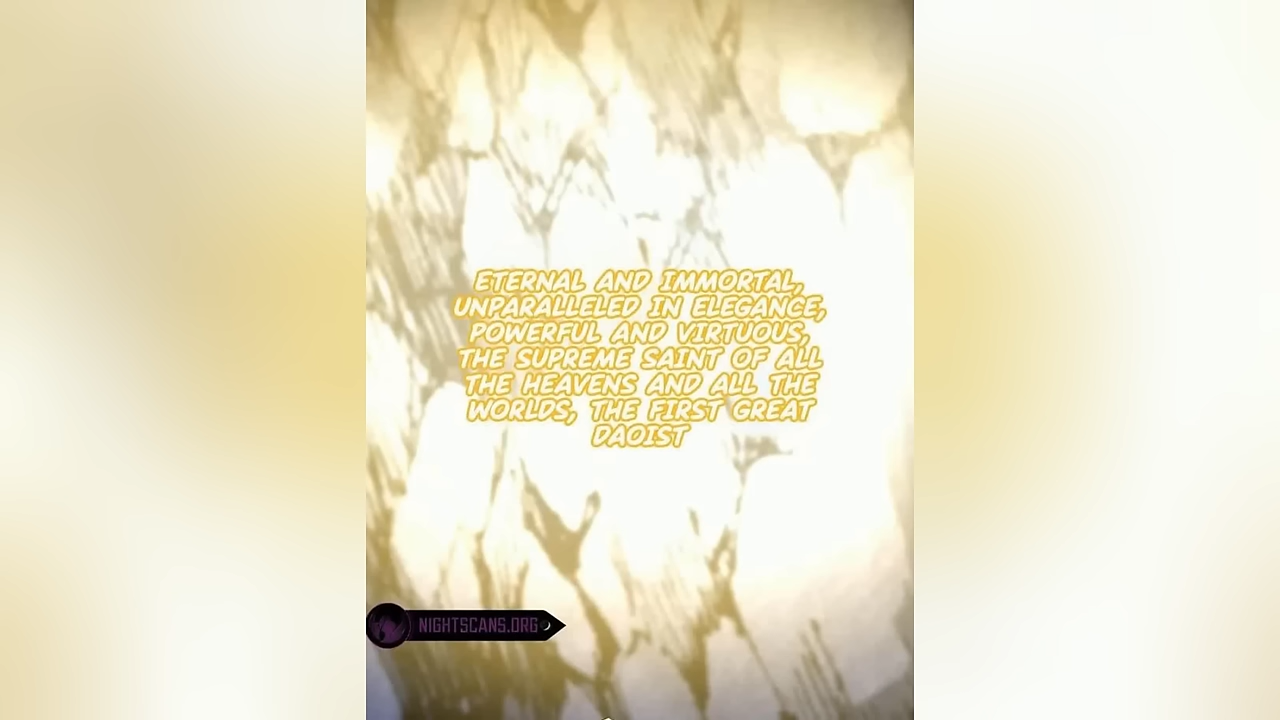 ETERNAL AND IMMORTAL,
UNPARALLELED IN ELEGANCE,
POWERFUL AND VIRTUOUS,
THE SUPREME SAINT OF ALL
THE HEAVENS AND ALL THE
WORLDS, THE FIRST GREAT
DAOIST
NIGHTSCANS.ORG